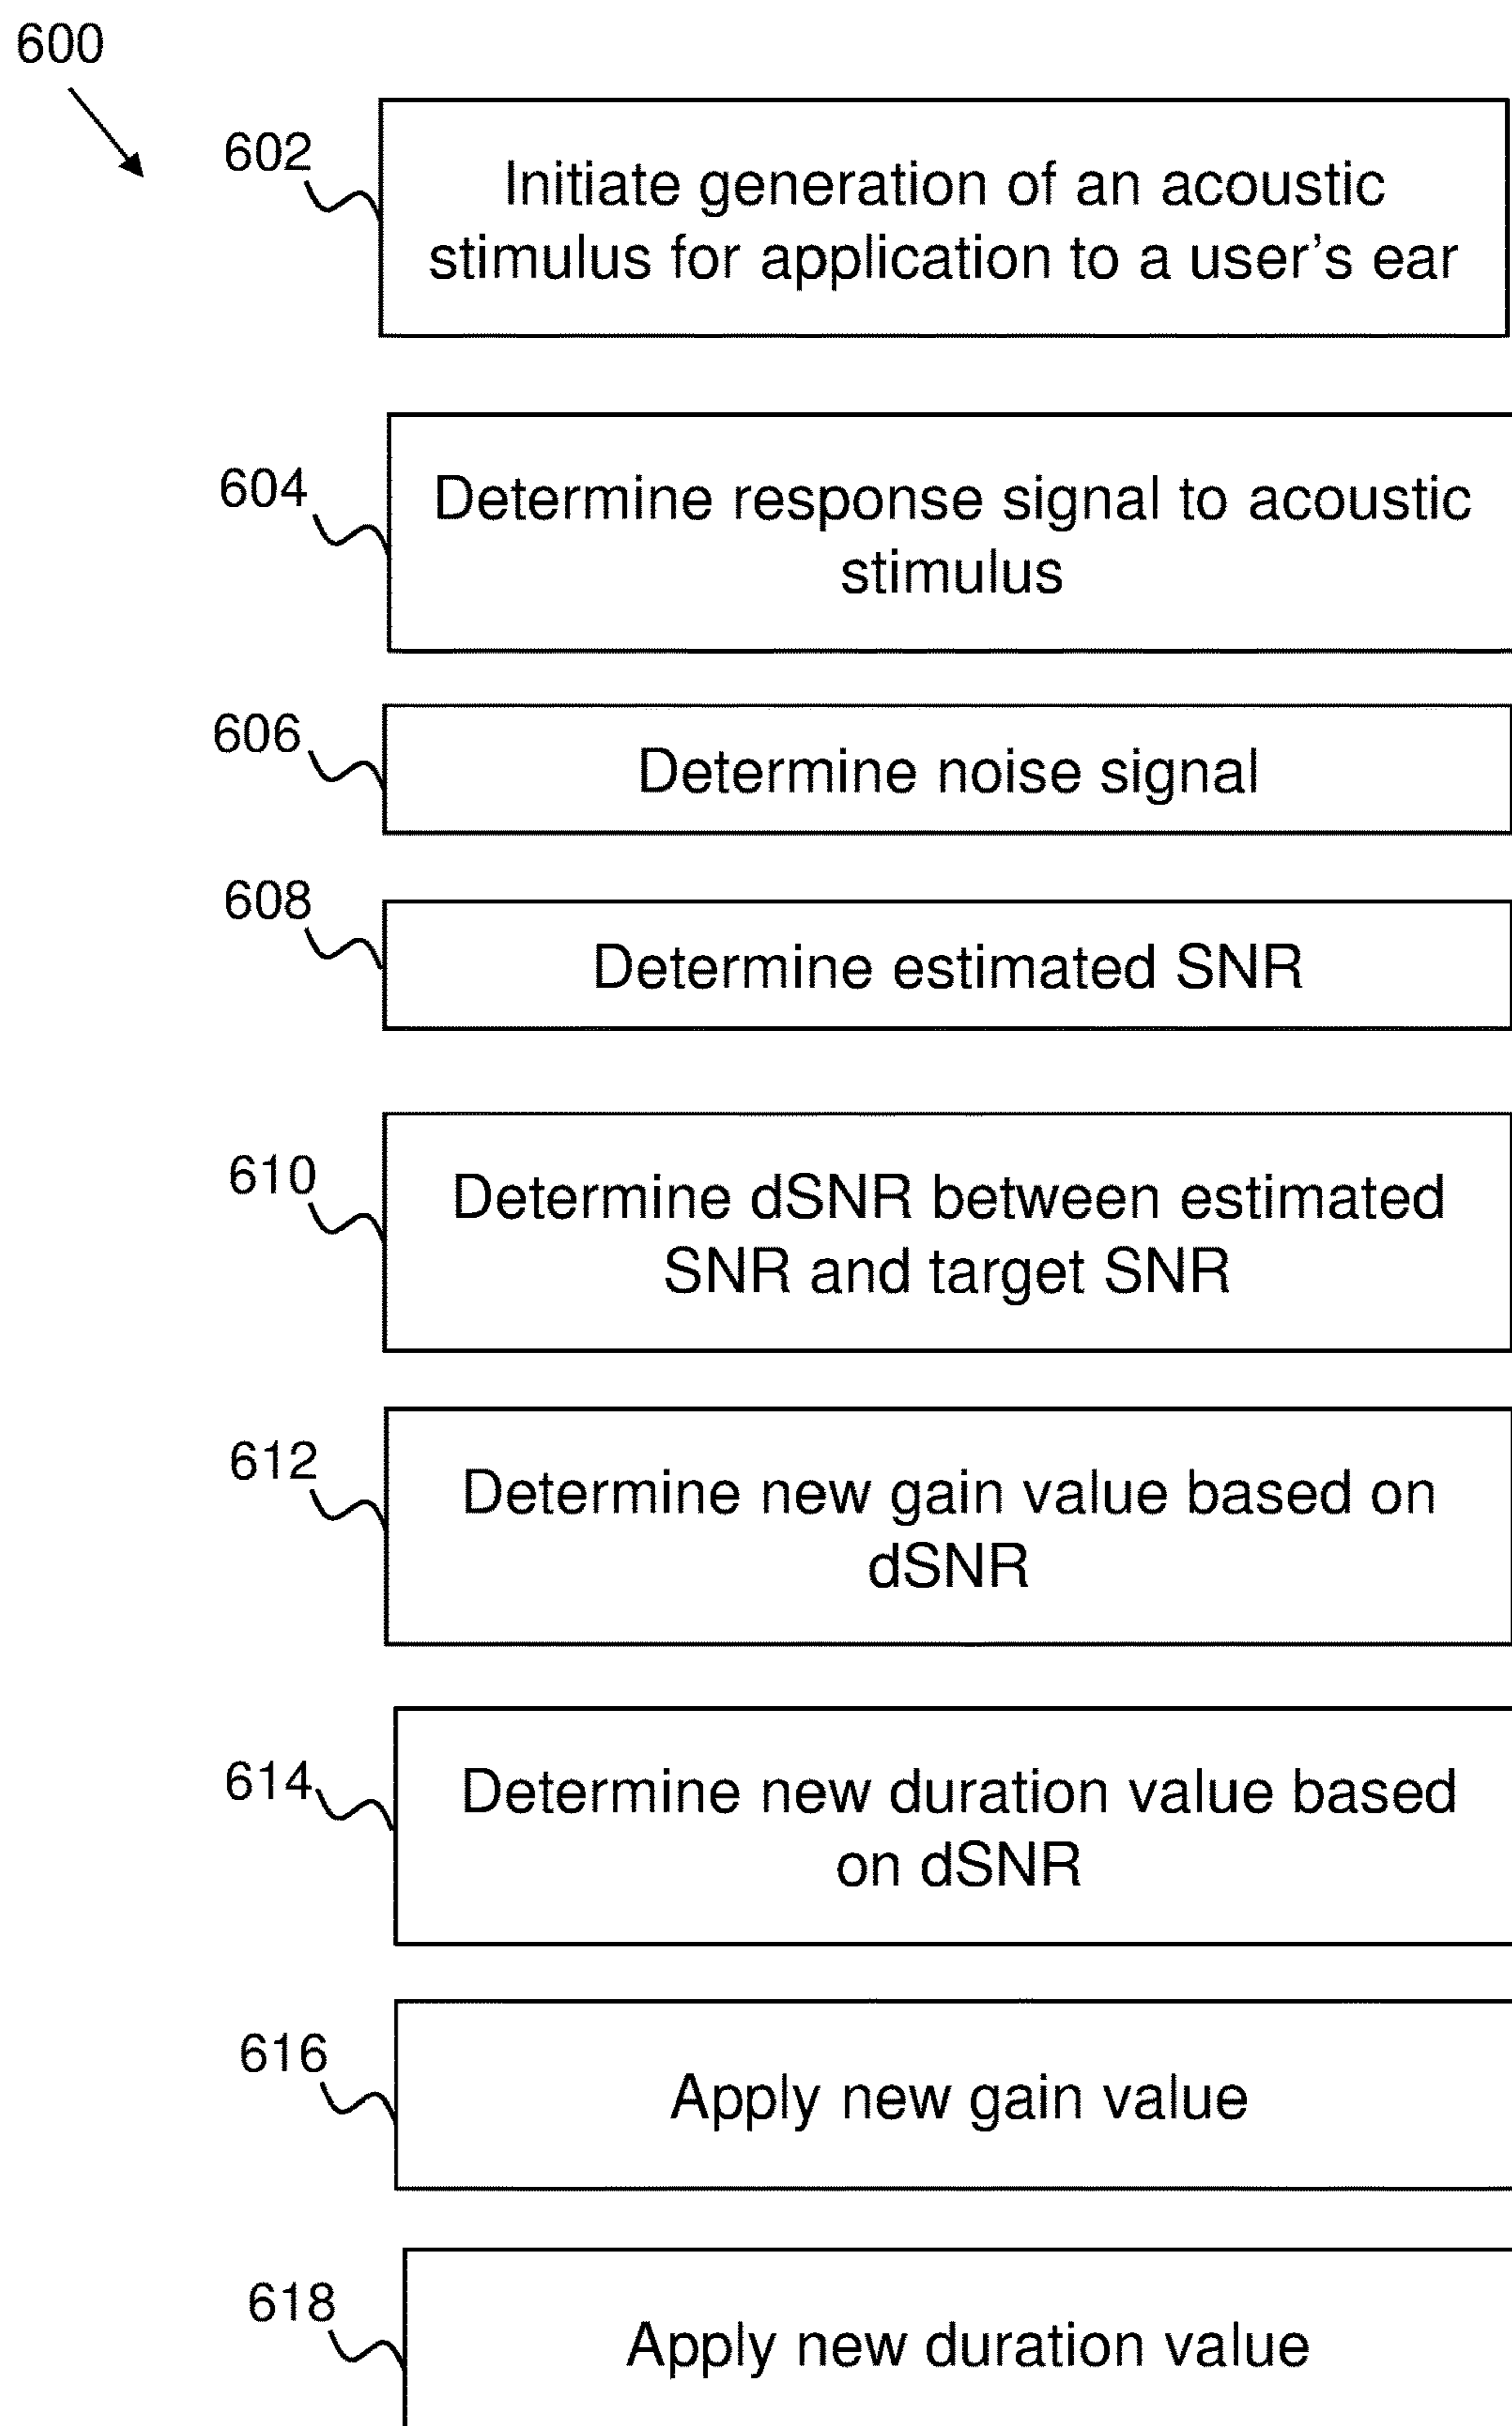 600
602
Initiate generation of an acoustic
stimulus for application to a user's ear
604
Determine response signal to acoustic
stimulus
606
Determine noise signal
608
Determine estimated SNR
610
Determine dSNR between estimated
SNR and target SNR
612
Determine new gain value based on
dSNR
614
Determine new duration value based
on dSNR
616
Apply new gain value
618
Apply new duration value